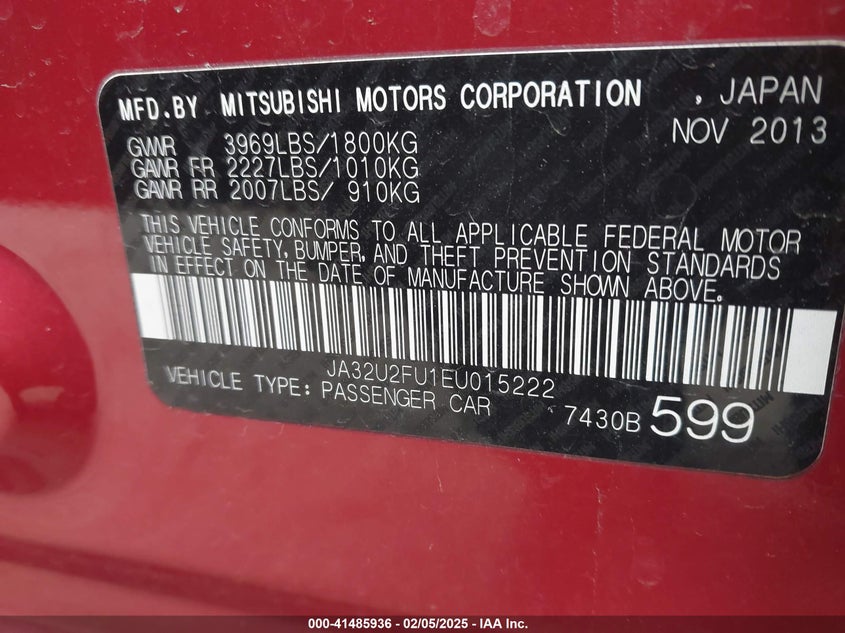 MFD.BY MITSUBISHI MOTORS CORPORATION , JAPAN
NOV 2013
GVWR 3969LBS/1800KG
GAWR FR 2227LBS/1010KG
GAWR RR 2007LBS/ 910KG
THIS VEHICLE CONFORMS TO ALL APPLICABLE FEDERAL MOTOR
VEHICLE SAFETY, BUMPER, AND THEFT PREVENTION STANDARDS
IN EFFECT ON THE DATE OF MANUFACTURE SHOWN ABOVE.
JA32U2FU1EU015222
VEHICLE TYPE: PASSENGER CAR
7430B 599
000-41485936 - 02/05/2025 - IAA Inc.